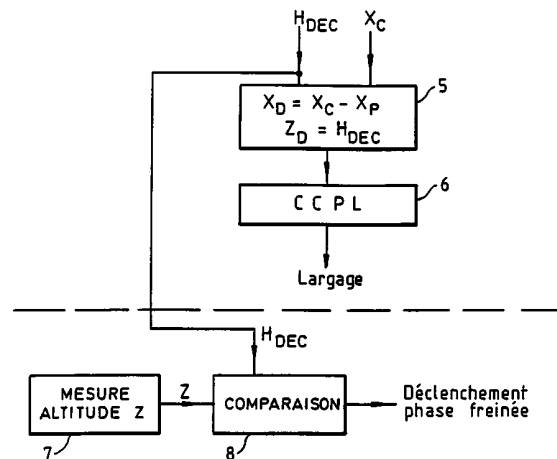 H_DEC X_C
5
X_D = X_C - X_P
Z_D = H_DEC
6
C C P L
Largage
H_DEC
MESURE
ALTITUDE Z
Z
COMPARAISON
Déclenchement
phase freinée
7
8